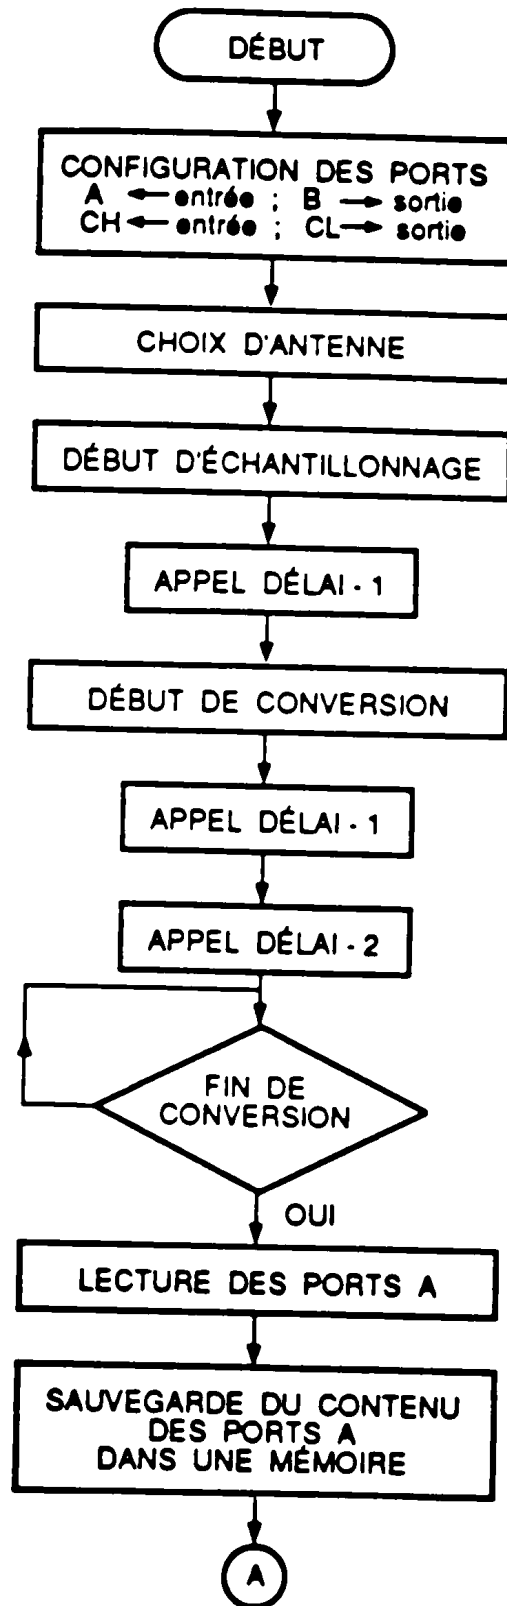 DÉBUT
CONFIGURATION DES PORTS
A ← entrée ; B → sortie
CH ← entrée ; CL → sortie
CHOIX D'ANTENNE
DÉBUT D'ÉCHANTILLONNAGE
APPEL DÉLAI - 1
DÉBUT DE CONVERSION
APPEL DÉLAI - 1
APPEL DÉLAI - 2
FIN DE
CONVERSION
OUI
LECTURE DES PORTS A
SAUVEGARDE DU CONTENU
DES PORTS A
DANS UNE MÉMOIRE
A